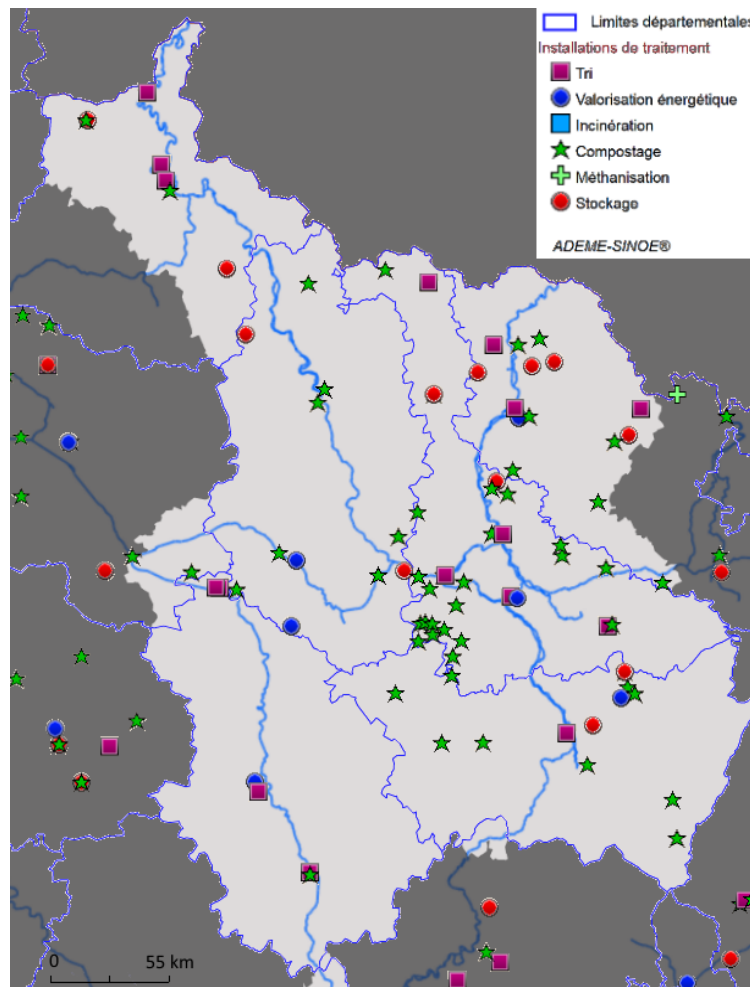 Limites départementales
Installations de traitement
Tri
Valorisation énergétique
Incinération
Compostage
Méthanisation
Stockage
ADEME-SINOE®
0 55 km